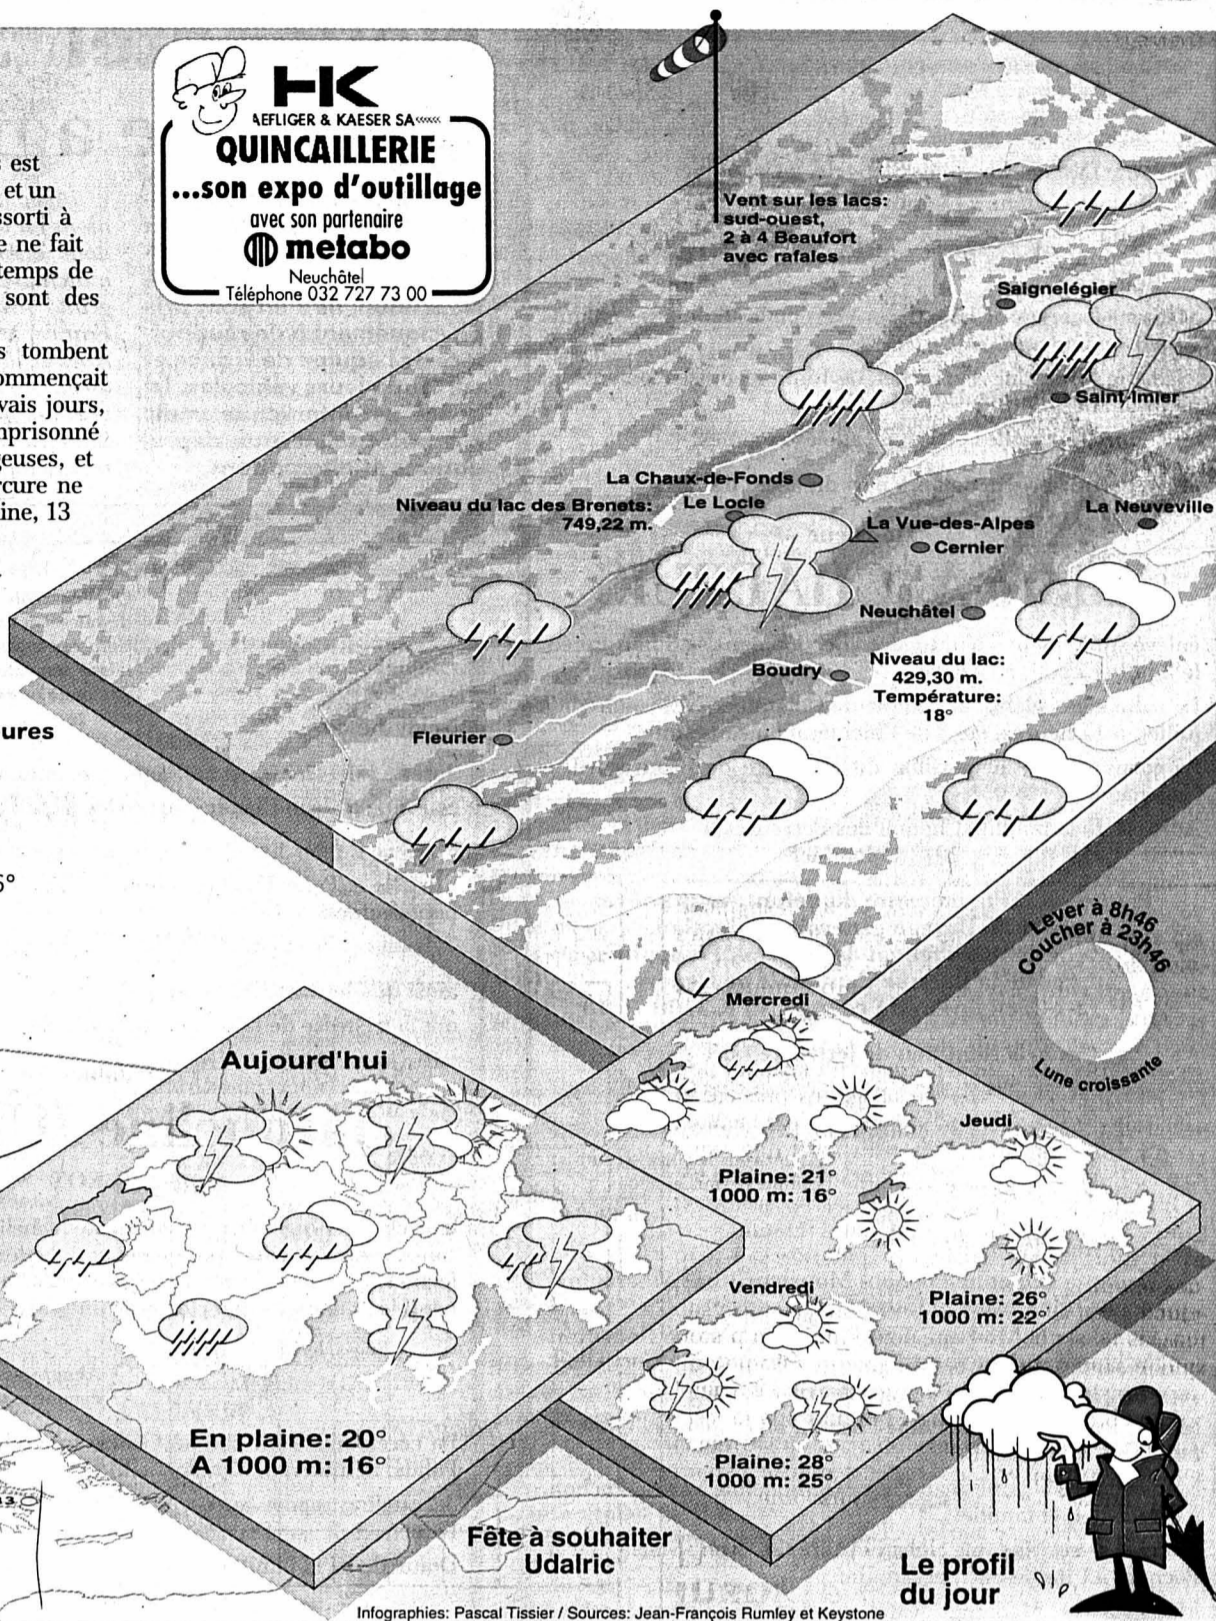 HK
AEFLIGER & KAESER SA
QUINCAILLERIE
...son expo d'outillage
avec son partenaire
metabo
Neuchâtel
Téléphone 032 727 73 00
est
et un
ssorti à
e ne fait
temps de
sont des
s tombent
ommençait
vais jours,
nprisonné
geuses, et
rcure ne
ine, 13
ures
Vent sur les lacs:
sud-ouest,
2 à 4 Beaufort
avec rafales
Saignelégier
Saint-Imier
La Chaux-de-Fonds
Niveau du lac des Brenets:
749,22 m.
Le Locle
La Vue-des-Alpes
La Neuveville
Cernier
Neuchâtel
Boudry
Niveau du lac:
429,30 m.
Température:
18°
Fleurier
Lever à 8h46
Coucher à 23h46
Lune croissante
Aujourd'hui
En plaine: 20°
A 1000 m: 16°
Mercredi
Plaine: 21°
1000 m: 16°
Jeudi
Plaine: 26°
1000 m: 22°
Vendredi
Plaine: 28°
1000 m: 25°
Fête à souhaiter
Udalric
Le profil
du jour
Infographies: Pascal Tissier / Sources: Jean-François Rumley et Keystone